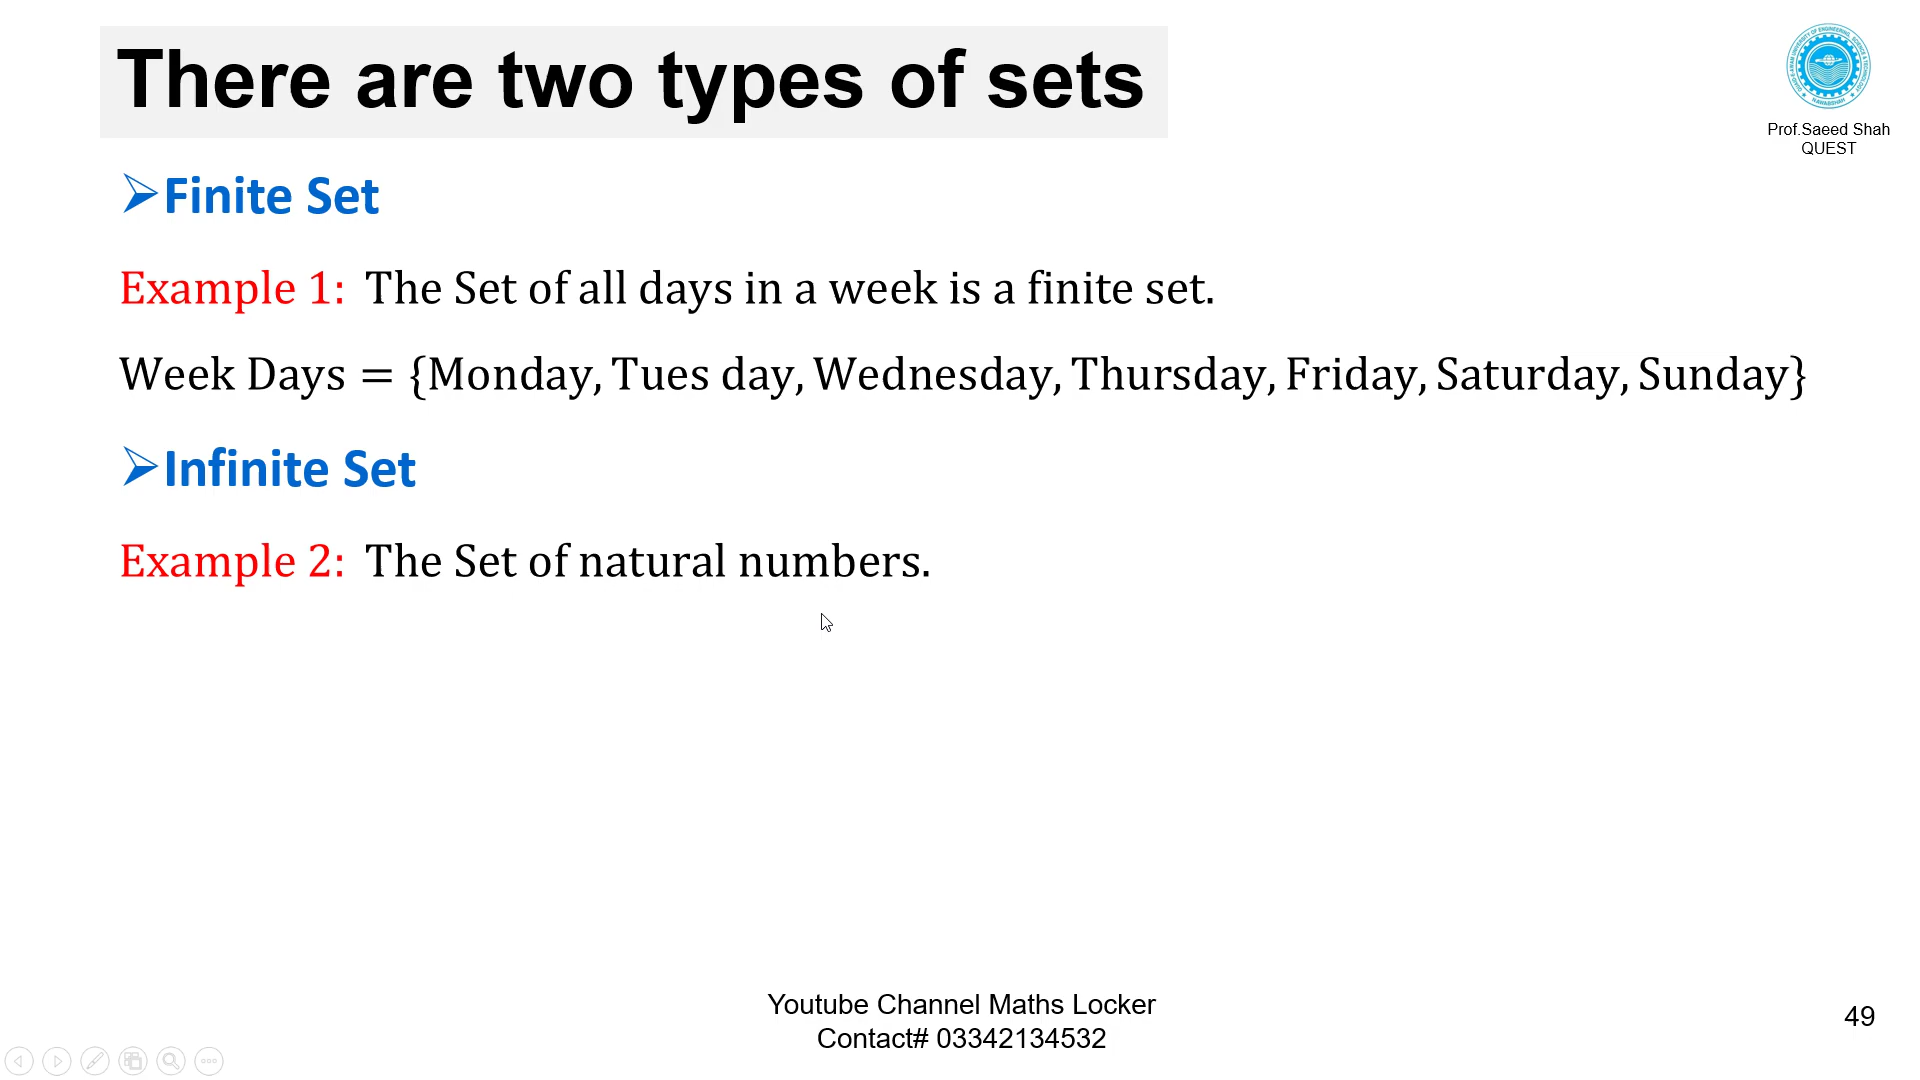 There are two types of sets
Prof.Saeed Shah
QUEST
➢Finite Set
Example 1: The Set of all days in a week is a finite set.
Week Days = {Monday, Tues day, Wednesday, Thursday, Friday, Saturday, Sunday}
➢Infinite Set
Example 2: The Set of natural numbers.
Youtube Channel Maths Locker
Contact# 03342134532
49